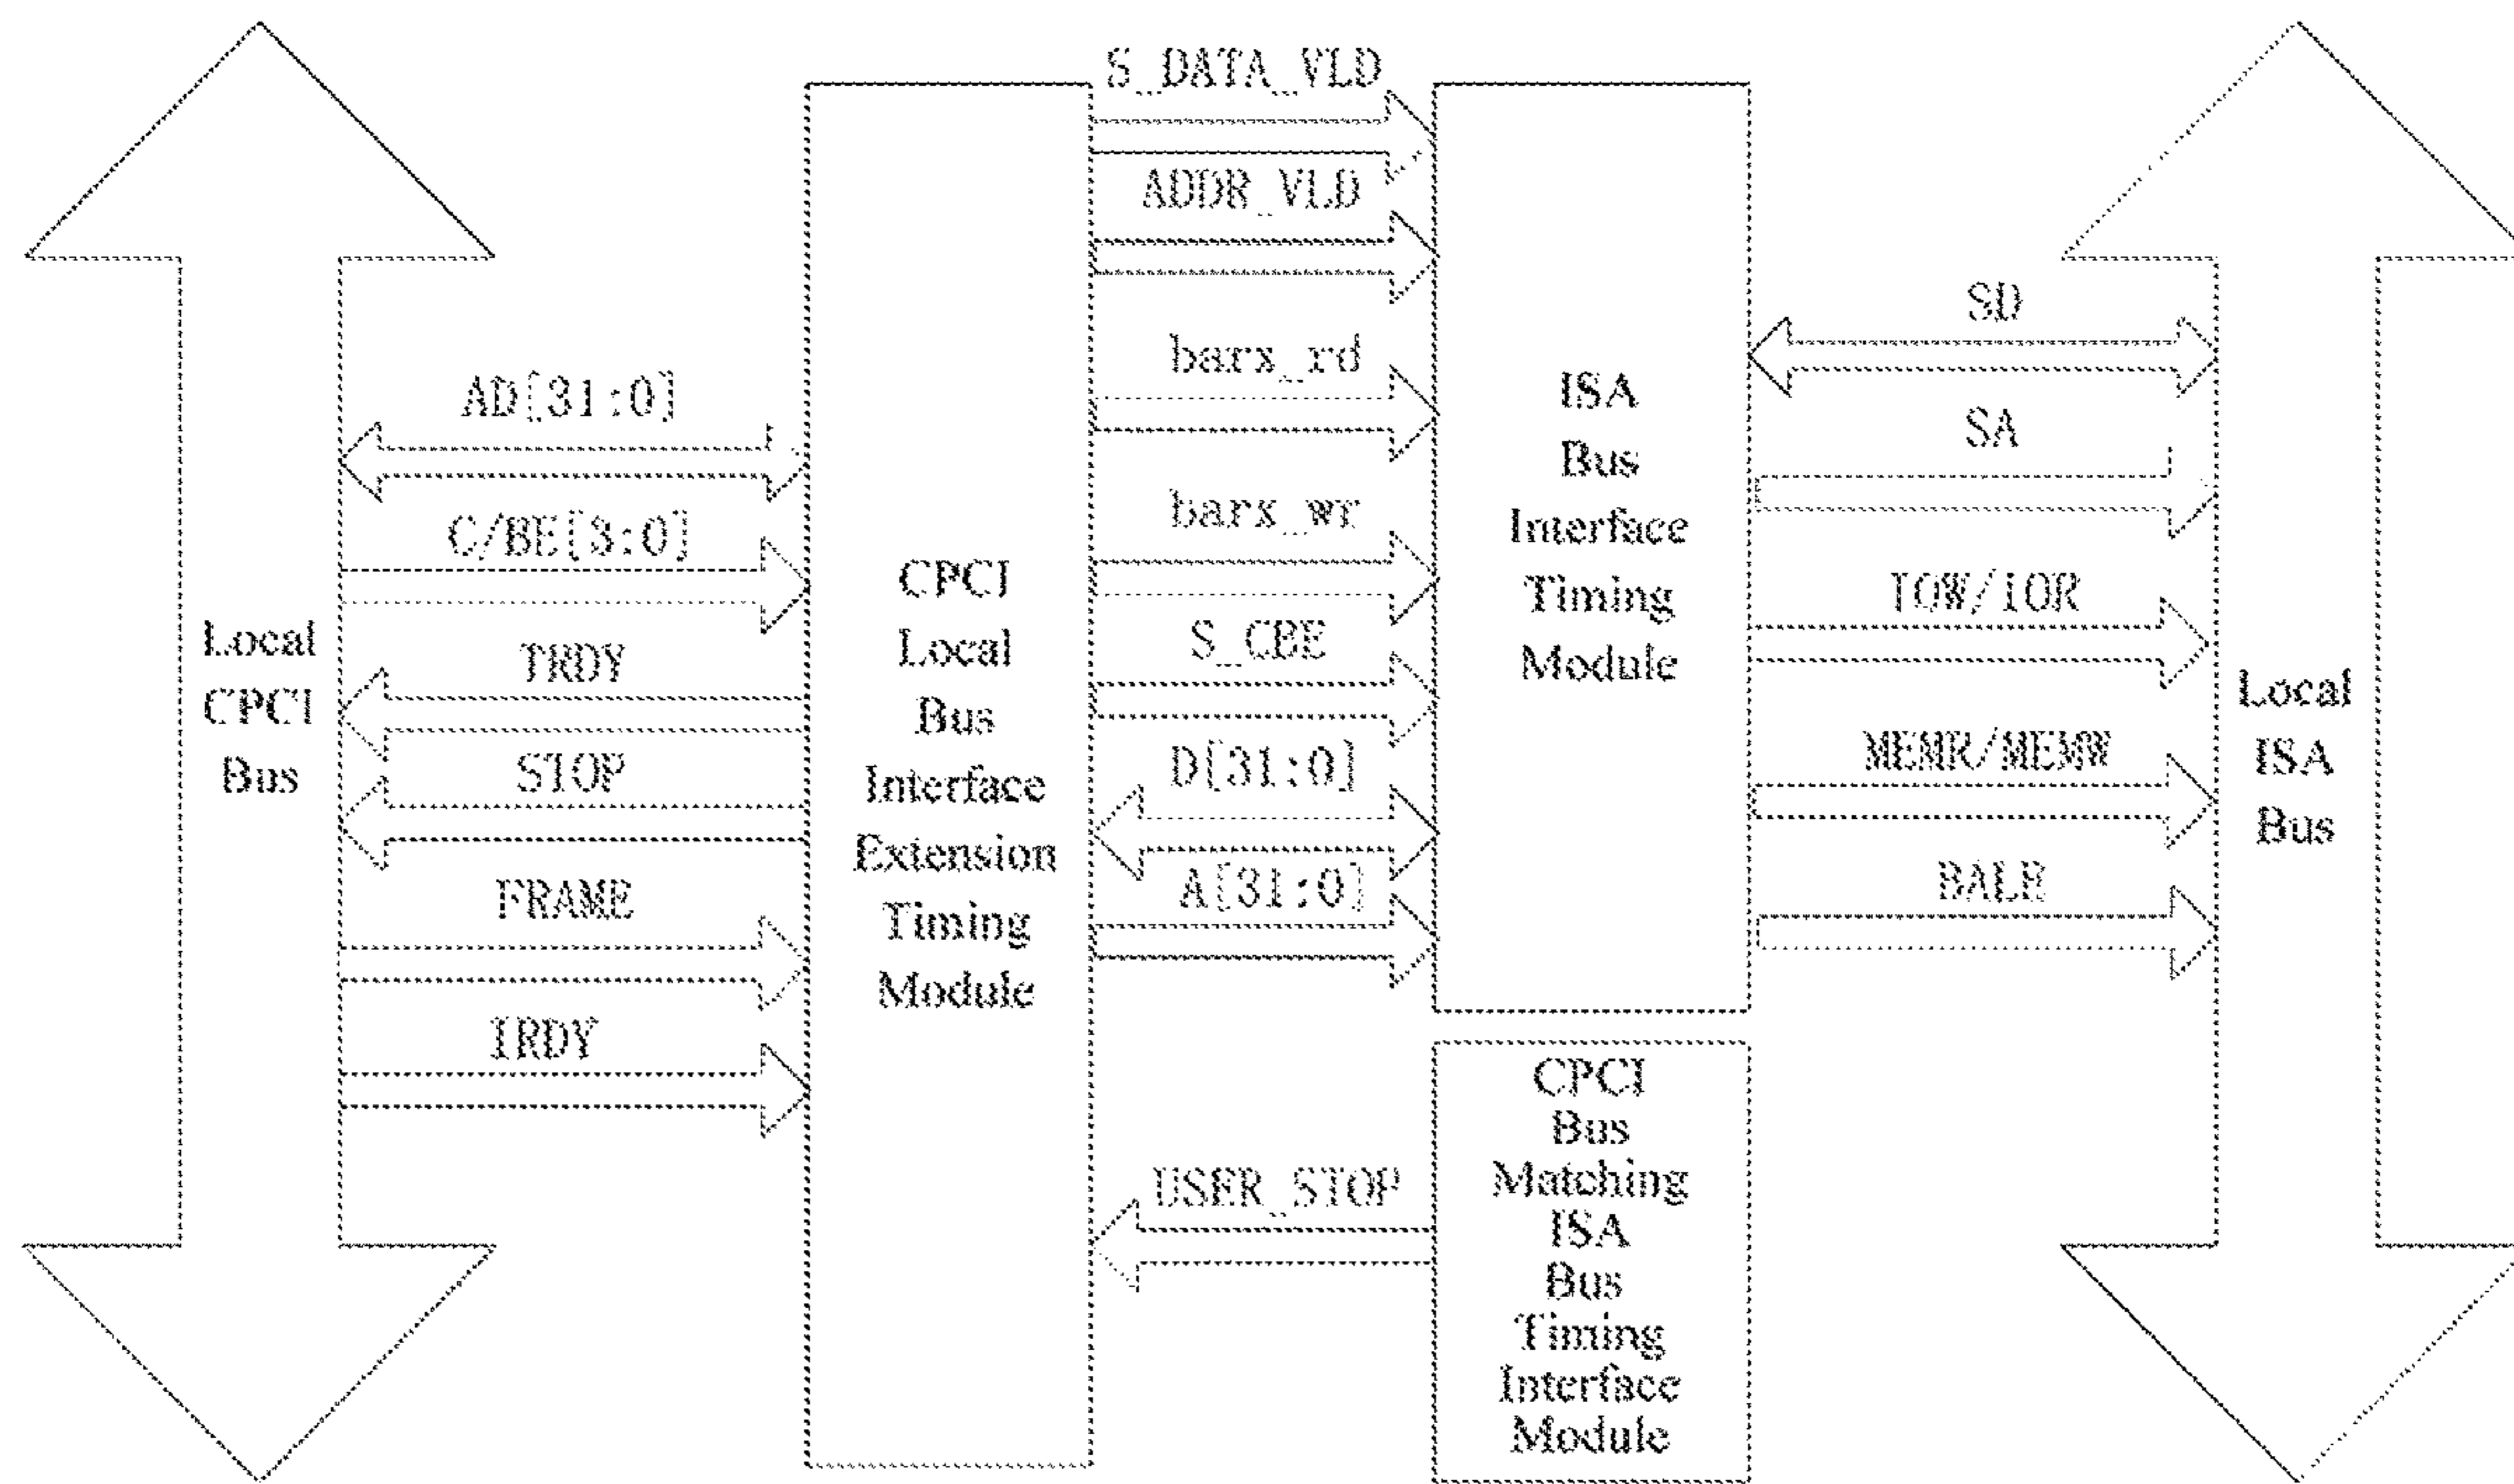 Local
CPCI
Bus
AD[31:0]
C/BE[3:0]
TRDY
STOP
FRAME
IRDY
CPCI
Local
Bus
Interface
Extension
Timing
Module
S_DATA_VLD
ADDR_VLD
barx_rd
barx_wr
S_CBE
D[31:0]
A[31:0]
USER_STOP
ISA
Bus
Interface
Timing
Module
CPCI
Bus
Matching
ISA
Bus
Timing
Interface
Module
SD
SA
IOW/IOR
MEMR/MEMW
BALE
Local
ISA
Bus